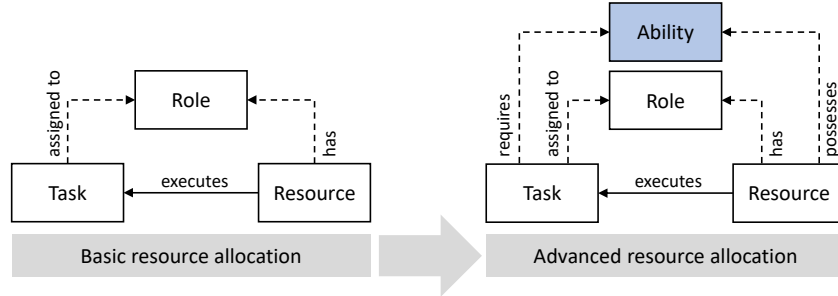 Role
assigned to
has
Task
executes
Resource
Basic resource allocation
Ability
Role
requires
assigned to
has
possesses
Task
executes
Resource
Advanced resource allocation